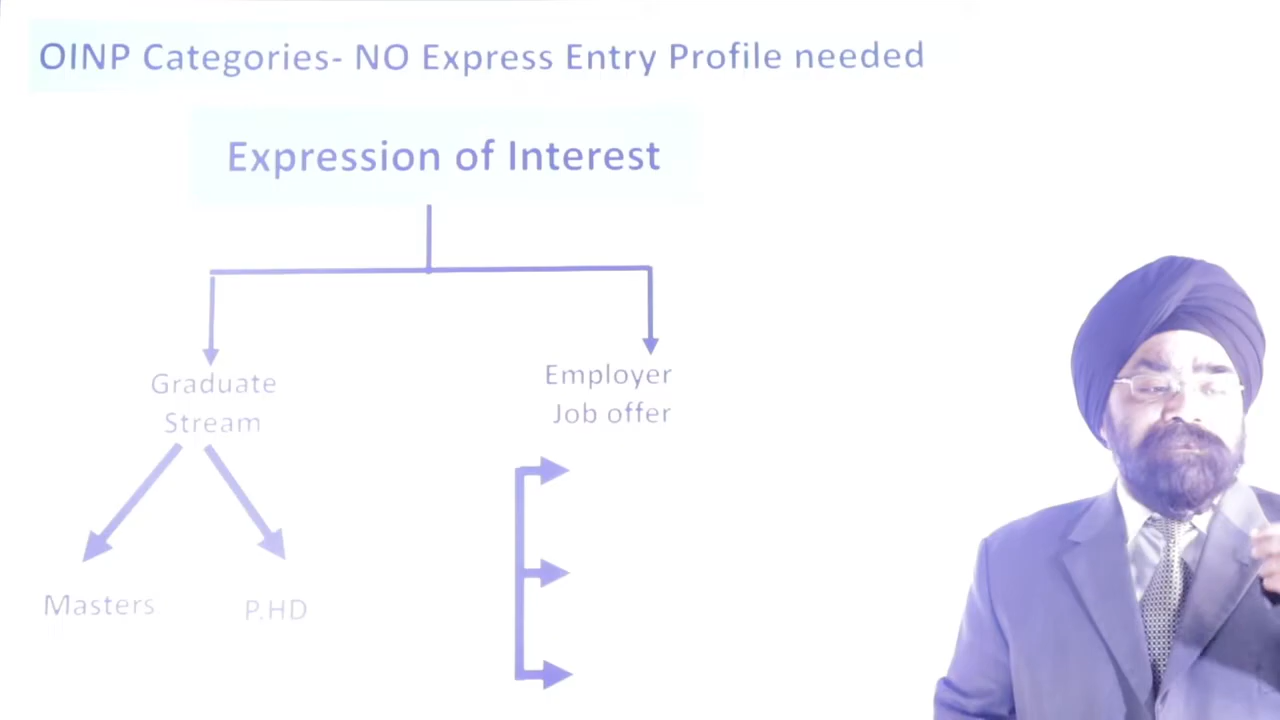 OINP Categories- NO Express Entry Profile needed
Expression of Interest
Graduate
Stream
Employer
Job offer
Masters
P.HD